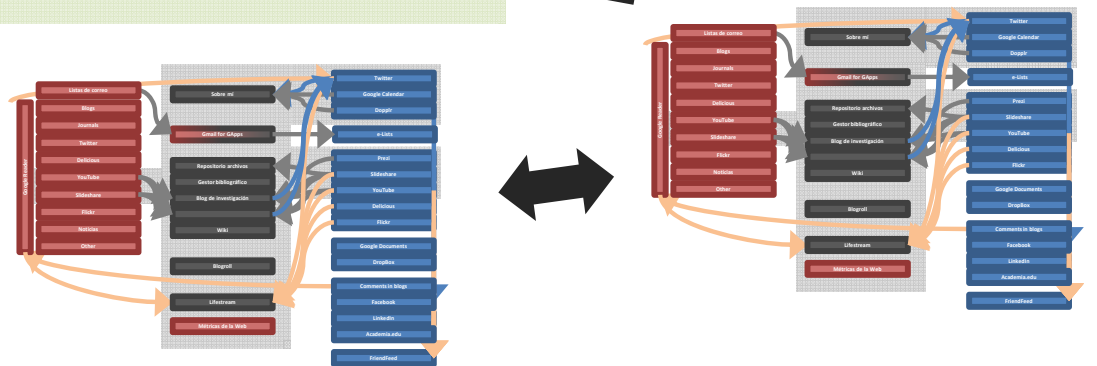 Google Reader
Listas de correo
Blogs
Journals
Twitter
Delicious
YouTube
Slideshare
Flickr
Noticias
Other
Sobre mí
Gmail for GApps
Repositorio archivos
Gestor bibliográfico
Blog de investigación
Wiki
Blogroll
Lifestream
Métricas de la Web
Twitter
Google Calendar
Dopplr
e-Lists
Prezi
Slideshare
YouTube
Delicious
Flickr
Google Documents
DropBox
Comments in blogs
Facebook
LinkedIn
Academia.edu
FriendFeed
Google Reader
Listas de correo
Blogs
Journals
Twitter
Delicious
YouTube
Slideshare
Flickr
Noticias
Other
Sobre mí
Gmail for GApps
Repositorio archivos
Gestor bibliográfico
Blog de investigación
Wiki
Blogroll
Lifestream
Métricas de la Web
Twitter
Google Calendar
Dopplr
e-Lists
Prezi
Slideshare
YouTube
Delicious
Flickr
Google Documents
DropBox
Comments in blogs
Facebook
LinkedIn
Academia.edu
FriendFeed